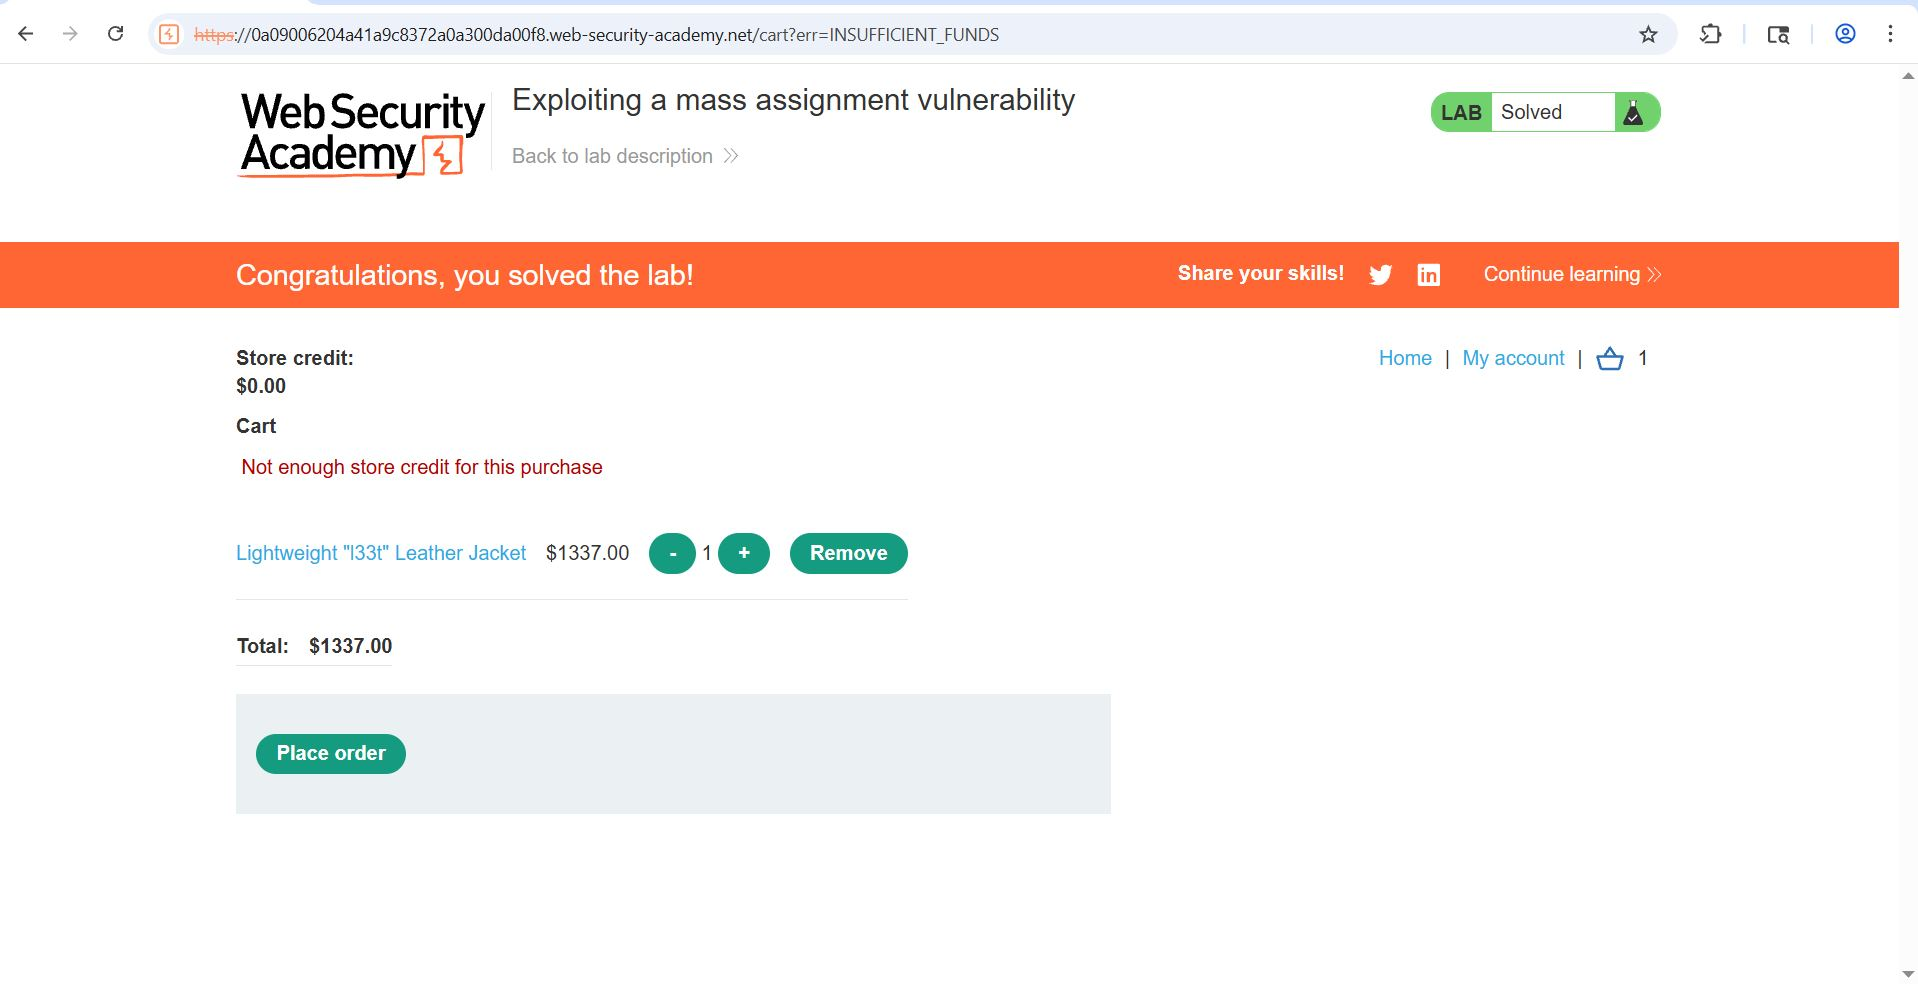 https://0a09006204a41a9c8372a0a300da00f8.web-security-academy.net/cart?err=INSUFFICIENT_FUNDS
Web Security
Academy
Exploiting a mass assignment vulnerability
Back to lab description
LAB Solved
Congratulations, you solved the lab!
Share your skills!
Continue learning
Store credit:
$0.00
Home | My account | 1
Cart
Not enough store credit for this purchase
Lightweight "l33t" Leather Jacket $1337.00 - 1 + Remove
Total: $1337.00
Place order